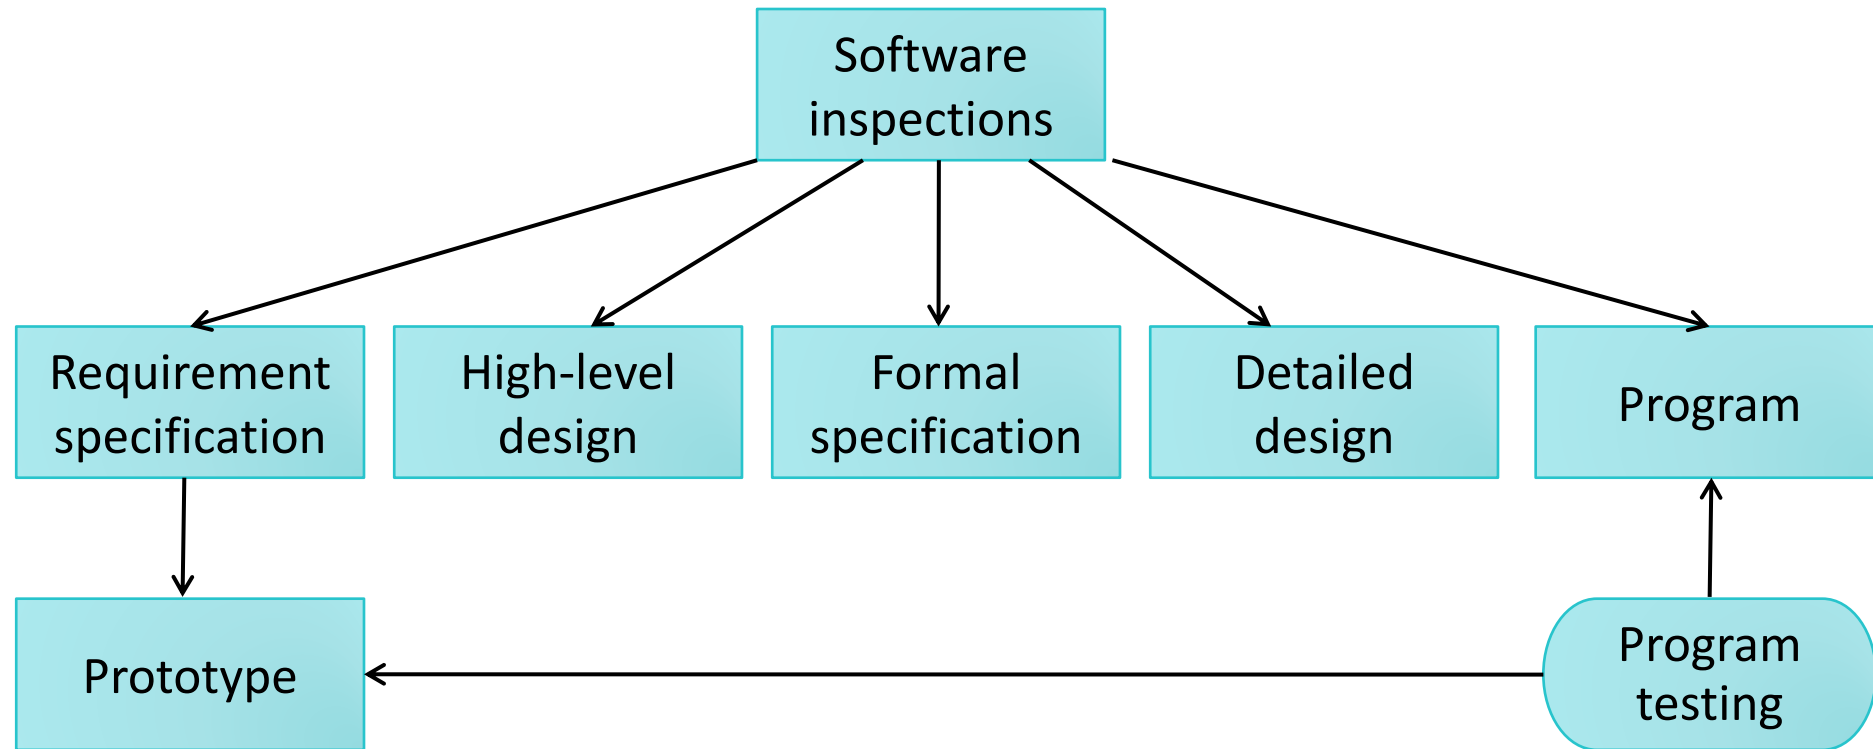 Software
inspections
Requirement
specification
High-level
design
Formal
specification
Detailed
design
Program
Prototype
Program
testing